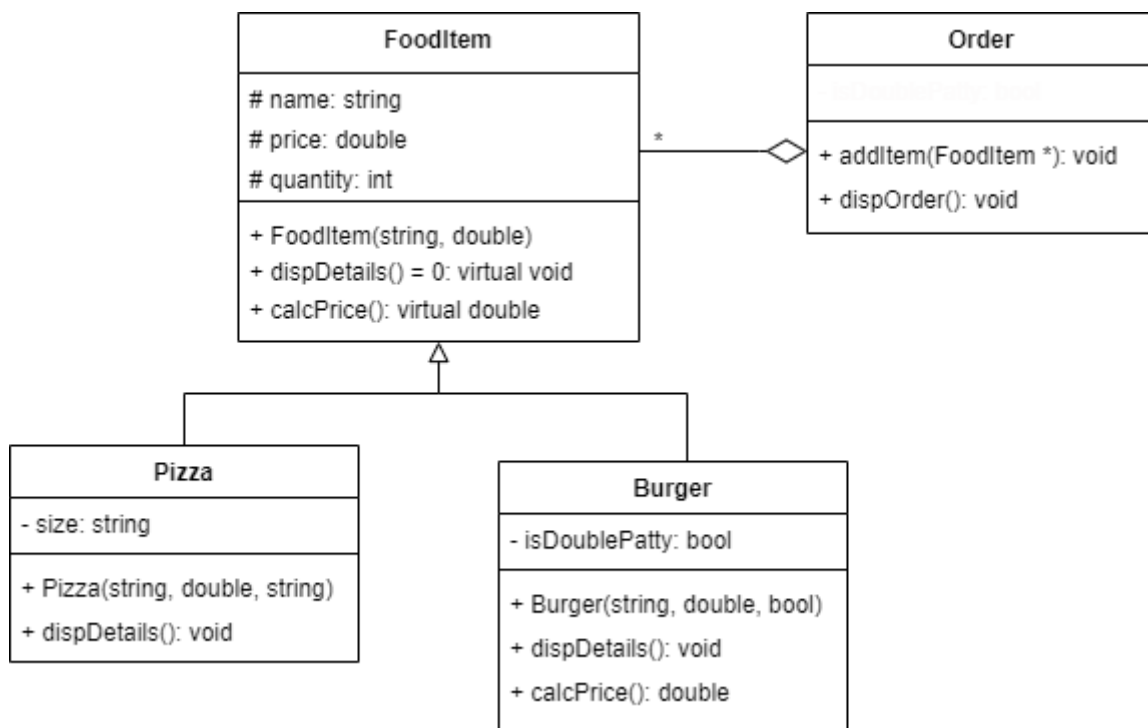 FoodItem
# name: string
# price: double
# quantity: int
+ FoodItem(string, double)
+ dispDetails() = 0: virtual void
+ calcPrice(): virtual double
*
Order
- isDoublePatty: bool
+ addItem(FoodItem *): void
+ dispOrder(): void
Pizza
- size: string
+ Pizza(string, double, string)
+ dispDetails(): void
Burger
- isDoublePatty: bool
+ Burger(string, double, bool)
+ dispDetails(): void
+ calcPrice(): double